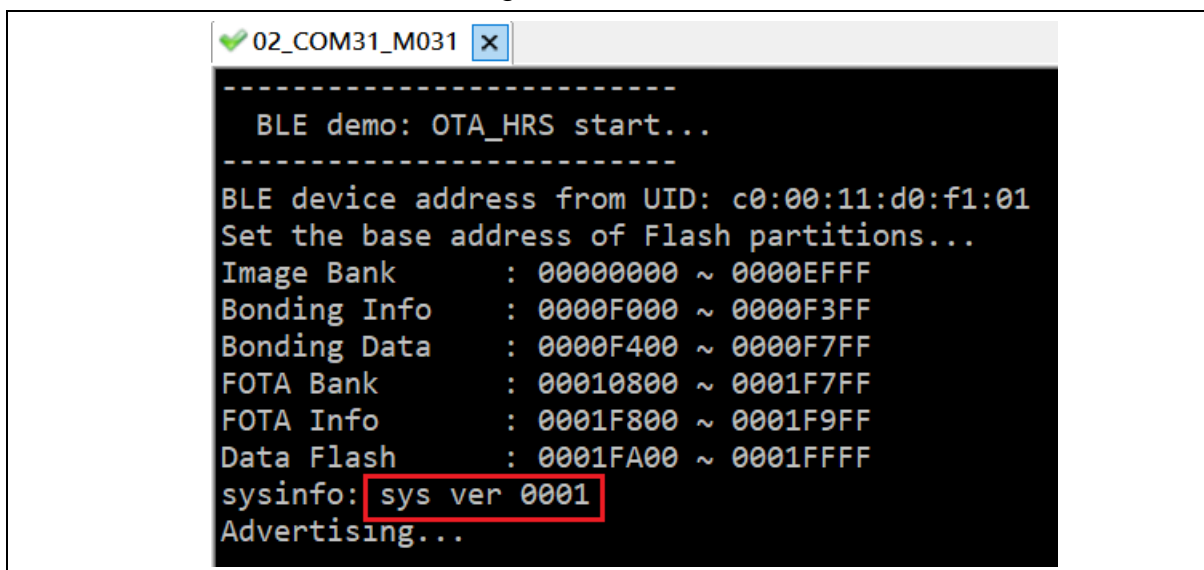 02_COM31_M031
---------------------------
BLE demo: OTA_HRS start...
---------------------------
BLE device address from UID: c0:00:11:d0:f1:01
Set the base address of Flash partitions...
Image Bank : 00000000 ~ 0000EFFF
Bonding Info : 0000F000 ~ 0000F3FF
Bonding Data : 0000F400 ~ 0000F7FF
FOTA Bank : 00010800 ~ 0001F7FF
FOTA Info : 0001F800 ~ 0001F9FF
Data Flash : 0001FA00 ~ 0001FFFF
sysinfo: sys ver 0001
Advertising...